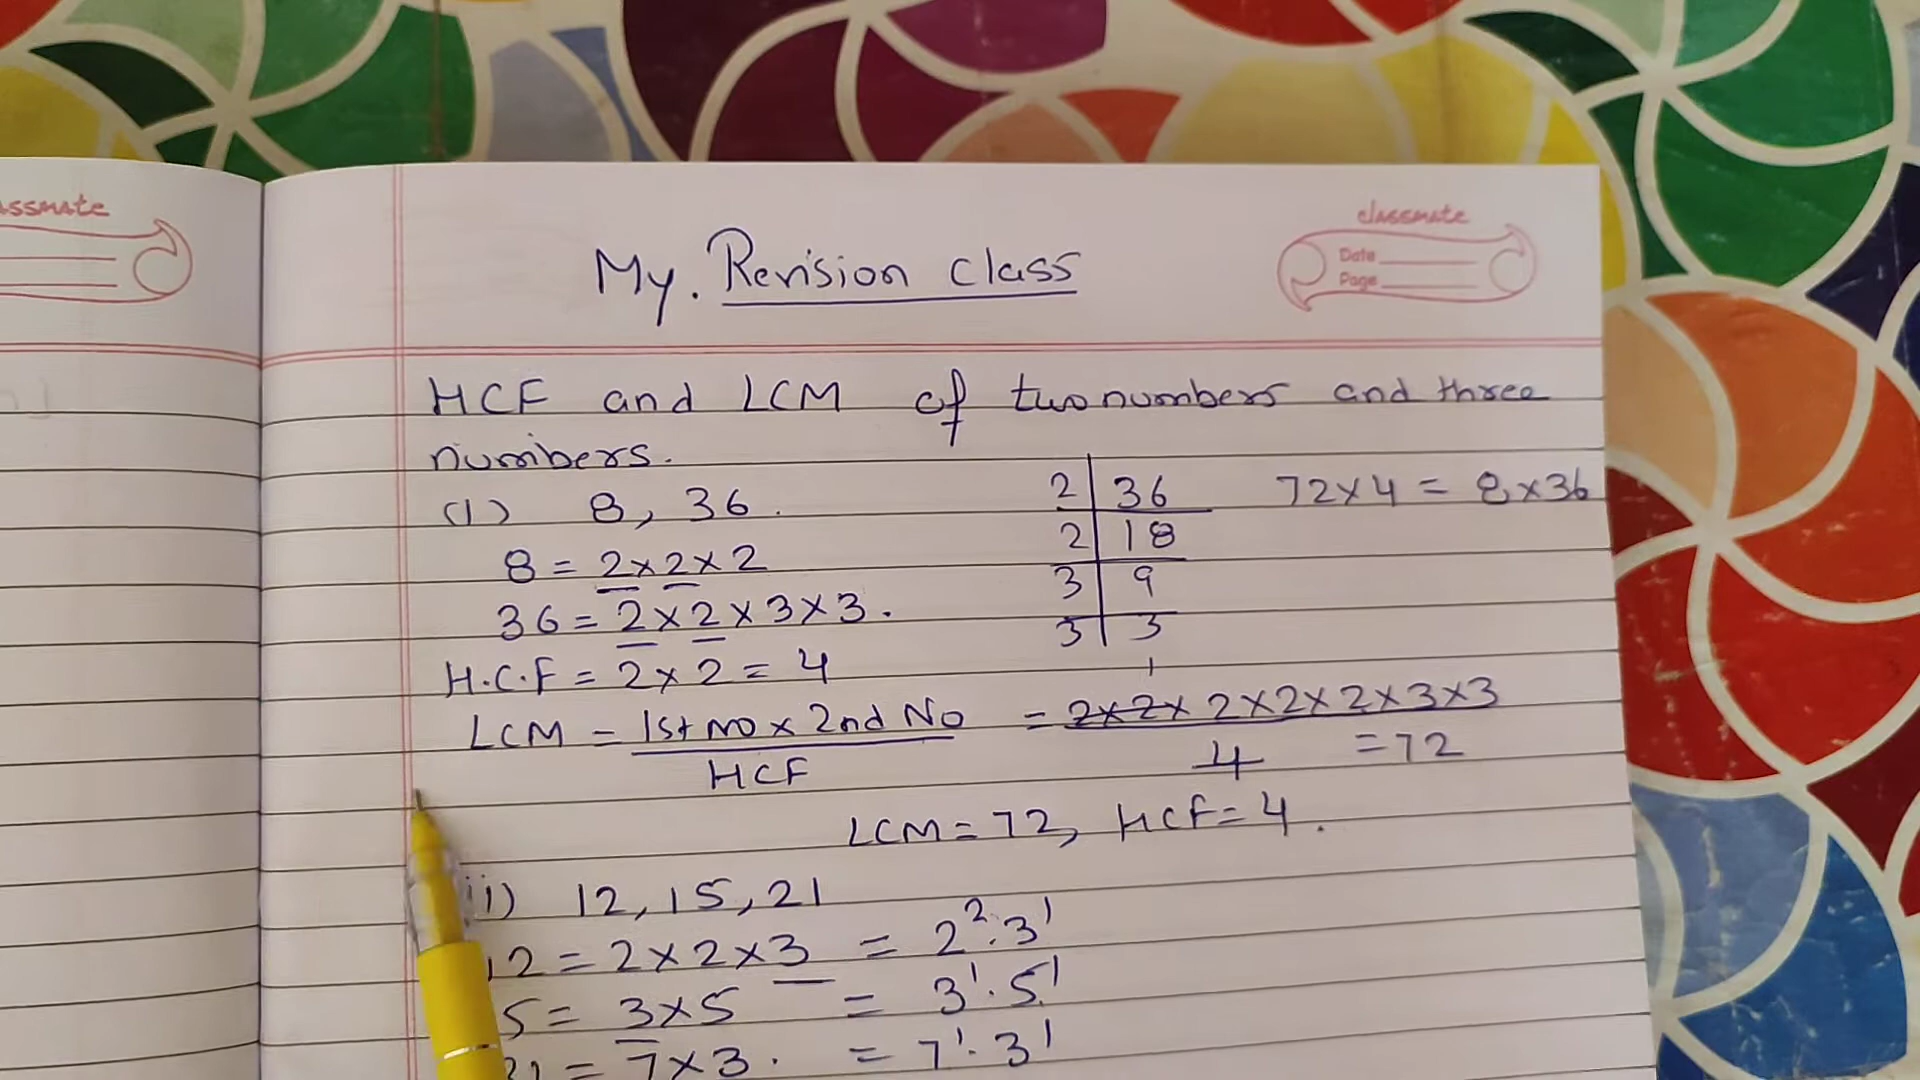 assmate
classmate
Date
Page
My. Revision class
HCF and LCM of two numbers and three
numbers.
(1) 8, 36.
8 = 2×2×2
36 = 2×2×3×3.
H.C.F = 2×2 = 4
2 | 36
2 | 18
3 | 9
3 | 3
1
72×4 = 8×36
LCM = 1st no × 2nd No / HCF = 2×2×2×2×2×3×3 / 4 = 72
LCM = 72, HCF = 4.
ii) 12, 15, 21
12 = 2×2×3 = 2².3¹
5 = 3×5 = 3¹.5¹
21 = 7×3. = 7¹.3¹